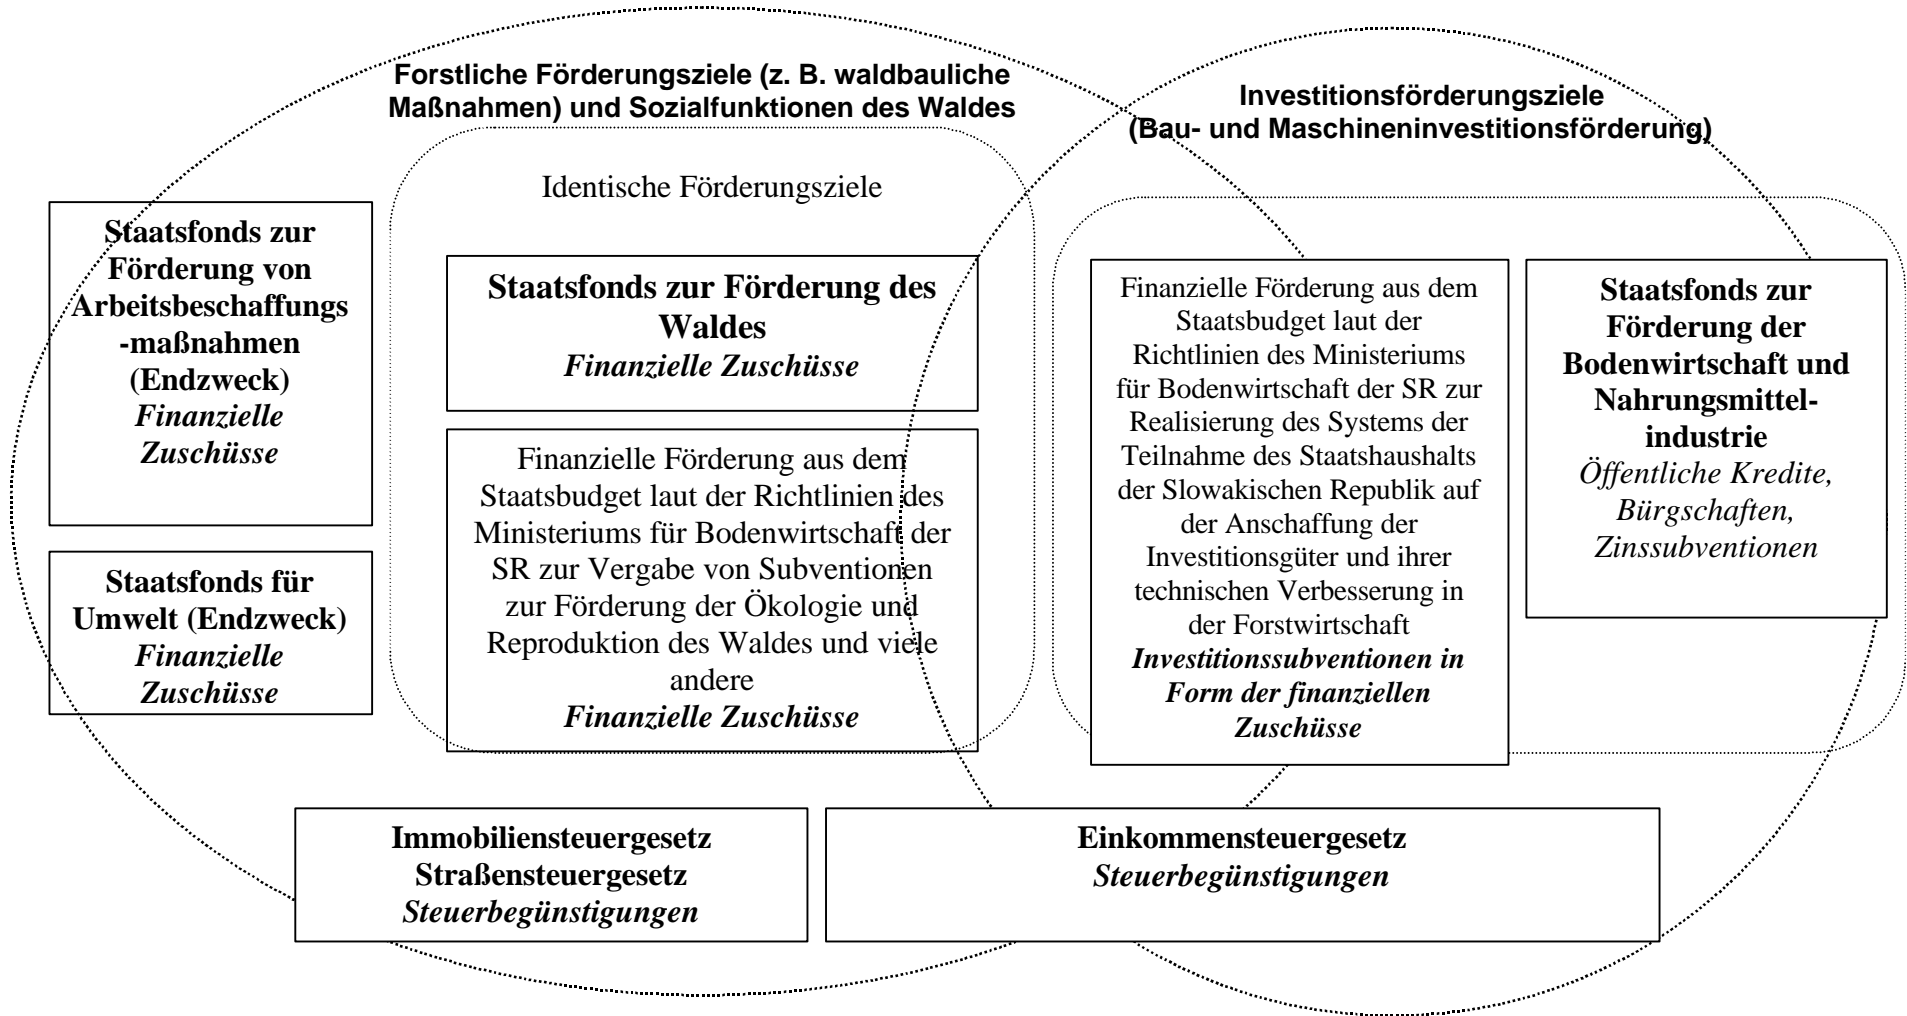 Forstliche Förderungsziele (z. B. waldbauliche
Maßnahmen) und Sozialfunktionen des Waldes
Investitionsförderungsziele
(Bau- und Maschineninvestitionsförderung)
Identische Förderungsziele
Staatsfonds zur
Förderung von
Arbeitsbeschaffungs
-maßnahmen
(Endzweck)
Finanzielle
Zuschüsse
Staatsfonds für
Umwelt (Endzweck)
Finanzielle
Zuschüsse
Staatsfonds zur Förderung des
Waldes
Finanzielle Zuschüsse
Finanzielle Förderung aus dem
Staatsbudget laut der Richtlinien des
Ministeriums für Bodenwirtschaft der
SR zur Vergabe von Subventionen
zur Förderung der Ökologie und
Reproduktion des Waldes und viele
andere
Finanzielle Zuschüsse
Finanzielle Förderung aus dem
Staatsbudget laut der
Richtlinien des Ministeriums
für Bodenwirtschaft der SR zur
Realisierung des Systems der
Teilnahme des Staatshaushalts
der Slowakischen Republik auf
der Anschaffung der
Investitionsgüter und ihrer
technischen Verbesserung in
der Forstwirtschaft
Investitionssubventionen in
Form der finanziellen
Zuschüsse
Staatsfonds zur
Förderung der
Bodenwirtschaft und
Nahrungsmittel-
industrie
Öffentliche Kredite,
Bürgschaften,
Zinssubventionen
Immobiliensteuergesetz
Straßensteuergesetz
Steuerbegünstigungen
Einkommensteuergesetz
Steuerbegünstigungen